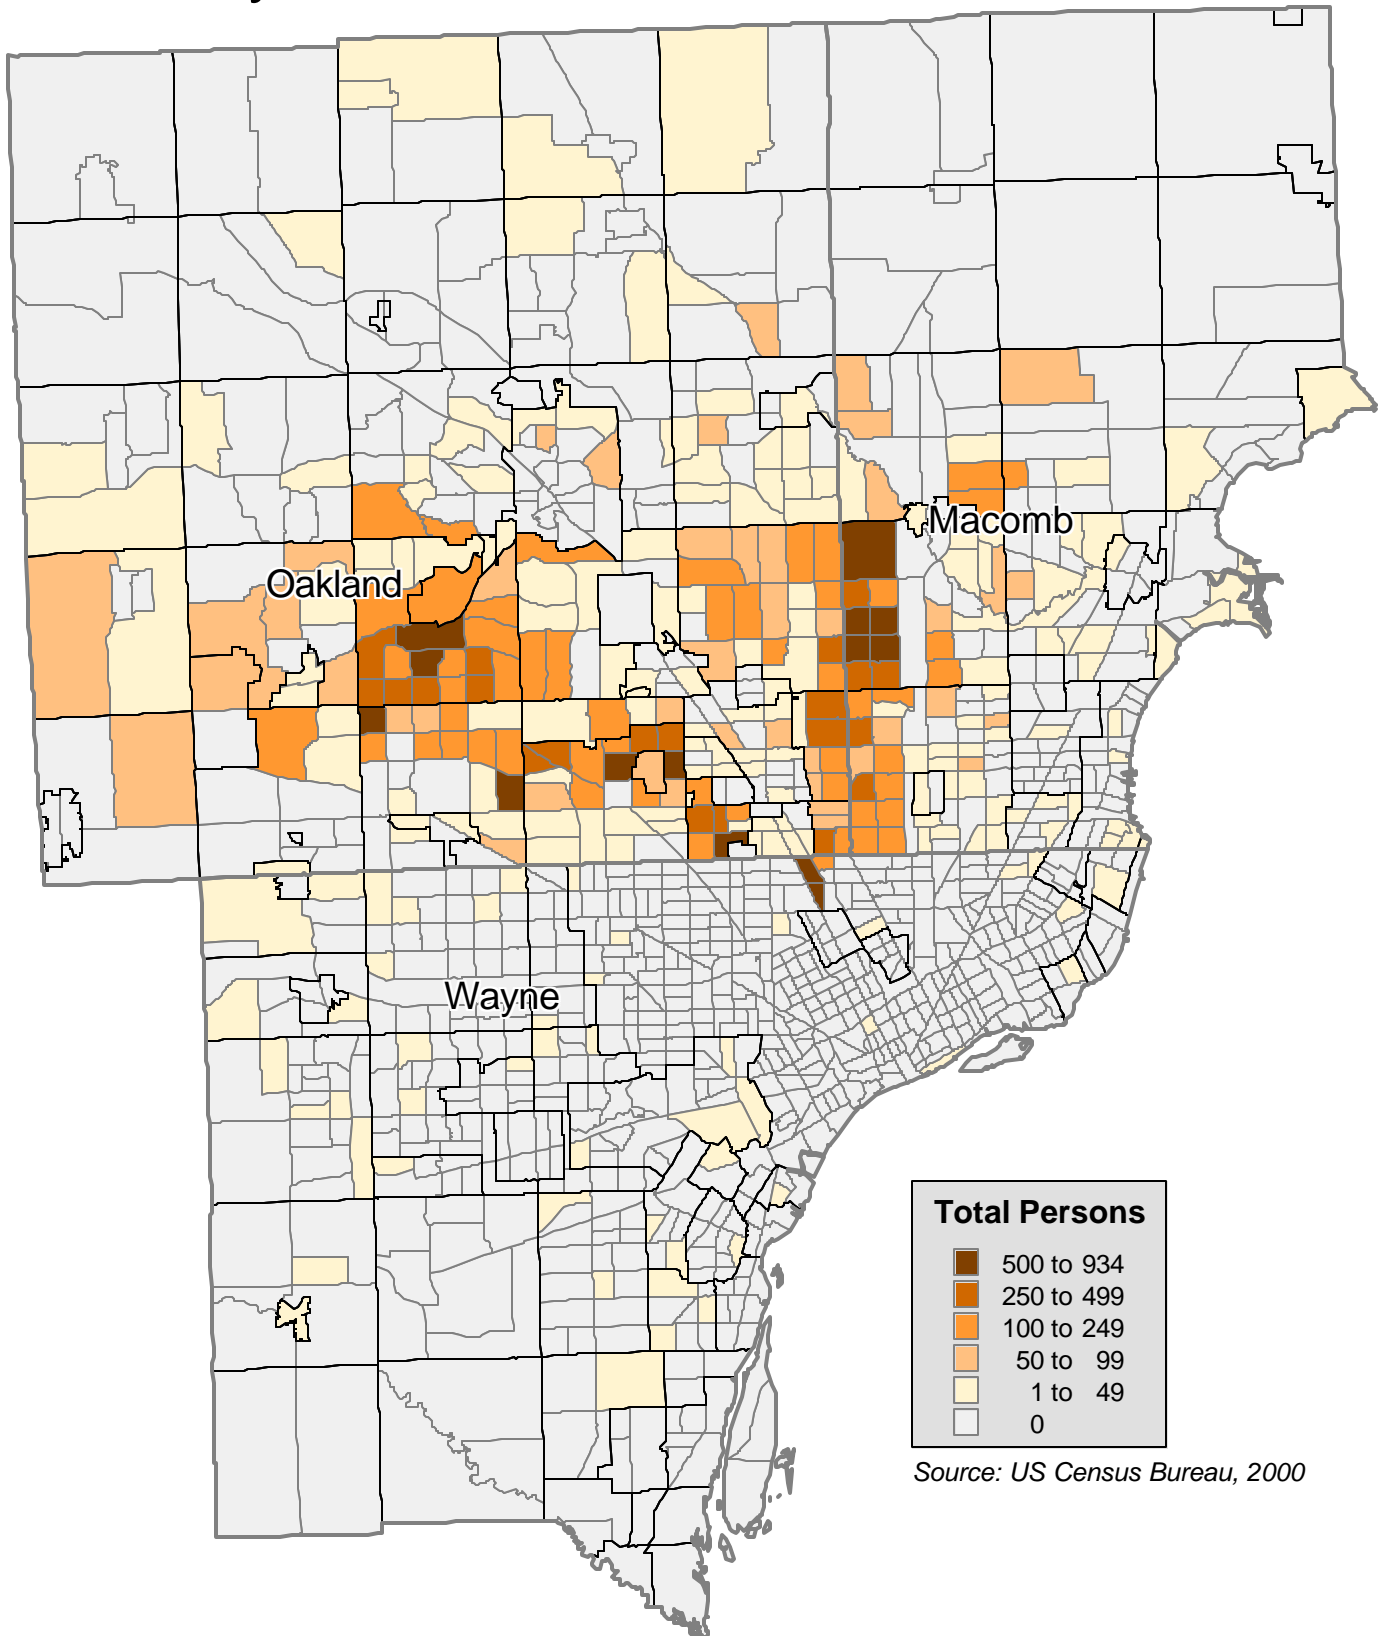 Macomb
Oakland
Wayne
Total Persons
500 to 934
250 to 499
100 to 249
50 to 99
1 to 49
0
Source: US Census Bureau, 2000